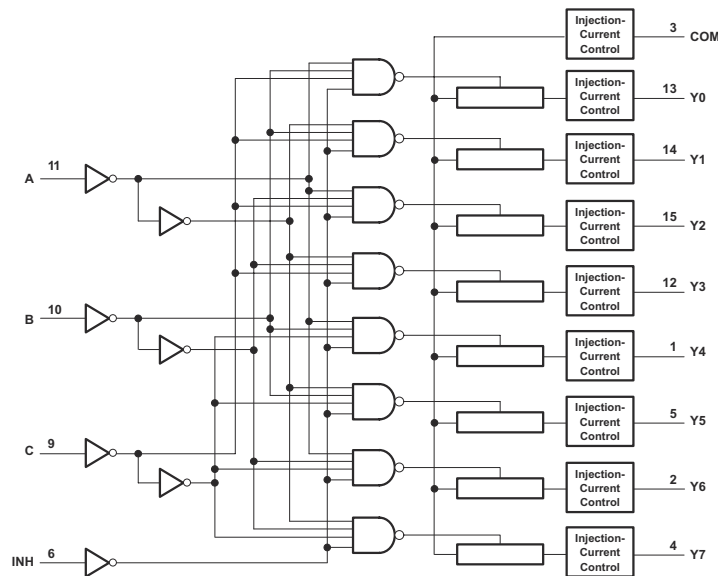 Injection-
Current
Control
3
COM
Injection-
Current
Control
13
Y0
Injection-
Current
Control
14
Y1
11
A
Injection-
Current
Control
15
Y2
Injection-
Current
Control
12
Y3
10
B
Injection-
Current
Control
1
Y4
Injection-
Current
Control
5
Y5
9
C
Injection-
Current
Control
2
Y6
6
INH
Injection-
Current
Control
4
Y7